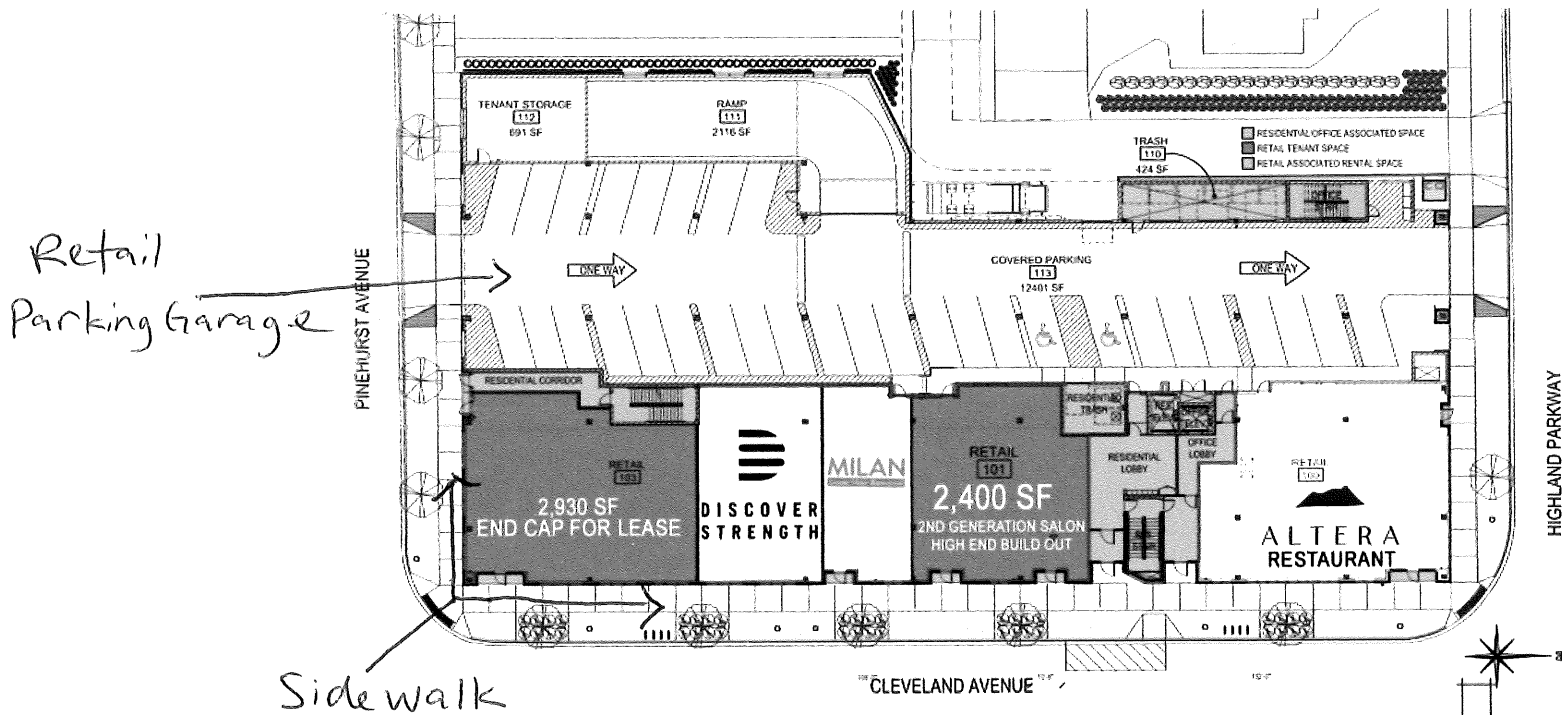 TENANT STORAGE
112
691 SF
RAMP
111
2116 SF
TRASH
110
424 SF
RESIDENTIAL/OFFICE ASSOCIATED SPACE
RETAIL TENANT SPACE
RETAIL ASSOCIATED RENTAL SPACE
Retail
Parking Garage
PINEHURST AVENUE
ONE WAY
COVERED PARKING
113
12401 SF
ONE WAY
HIGHLAND PARKWAY
RESIDENTIAL CORRIDOR
RETAIL
103
2,930 SF
END CAP FOR LEASE
DISCOVER
STRENGTH
MILAN
RETAIL
101
2,400 SF
2ND GENERATION SALON
HIGH END BUILD OUT
RESIDENTIAL
TRASH
RESIDENTIAL
LOBBY
OFFICE
LOBBY
RETAIL
ALTERA
RESTAURANT
Sidewalk
CLEVELAND AVENUE